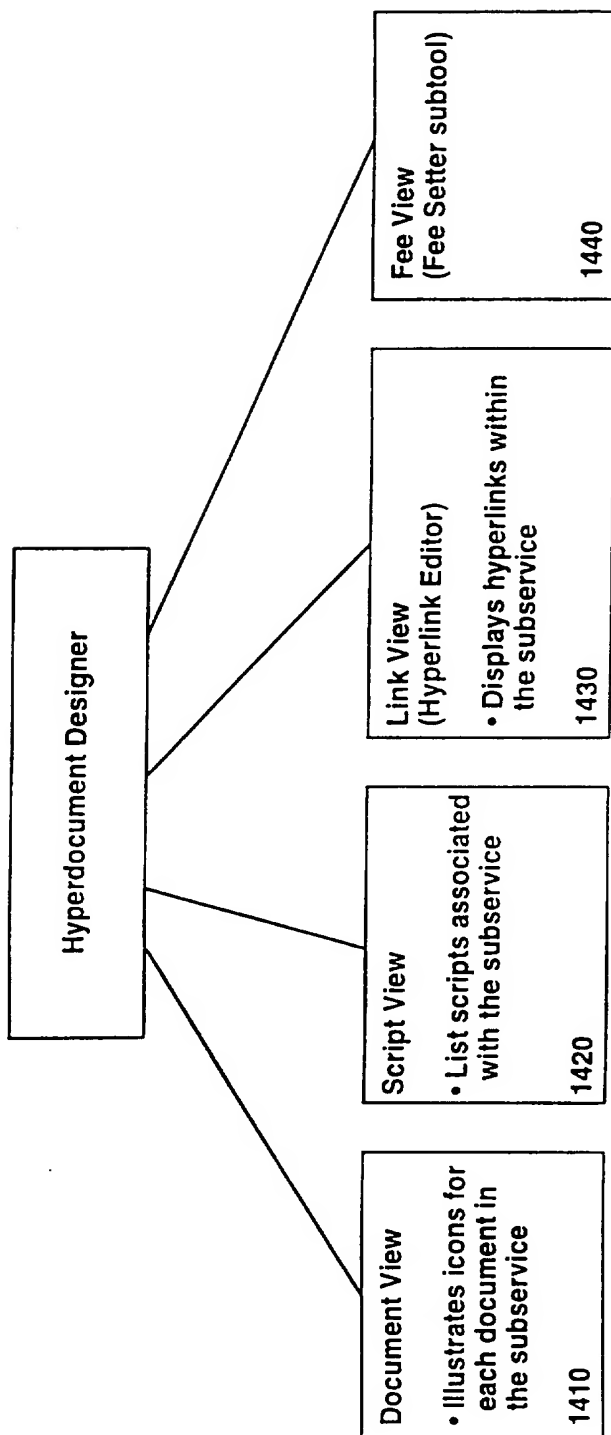 Hyperdocument Designer
Document View
• Illustrates icons for
each document in
the subservice
1410
Script View
• List scripts associated
with the subservice
1420
Link View
(Hyperlink Editor)
• Displays hyperlinks within
the subservice
1430
Fee View
(Fee Setter subtool)
1440